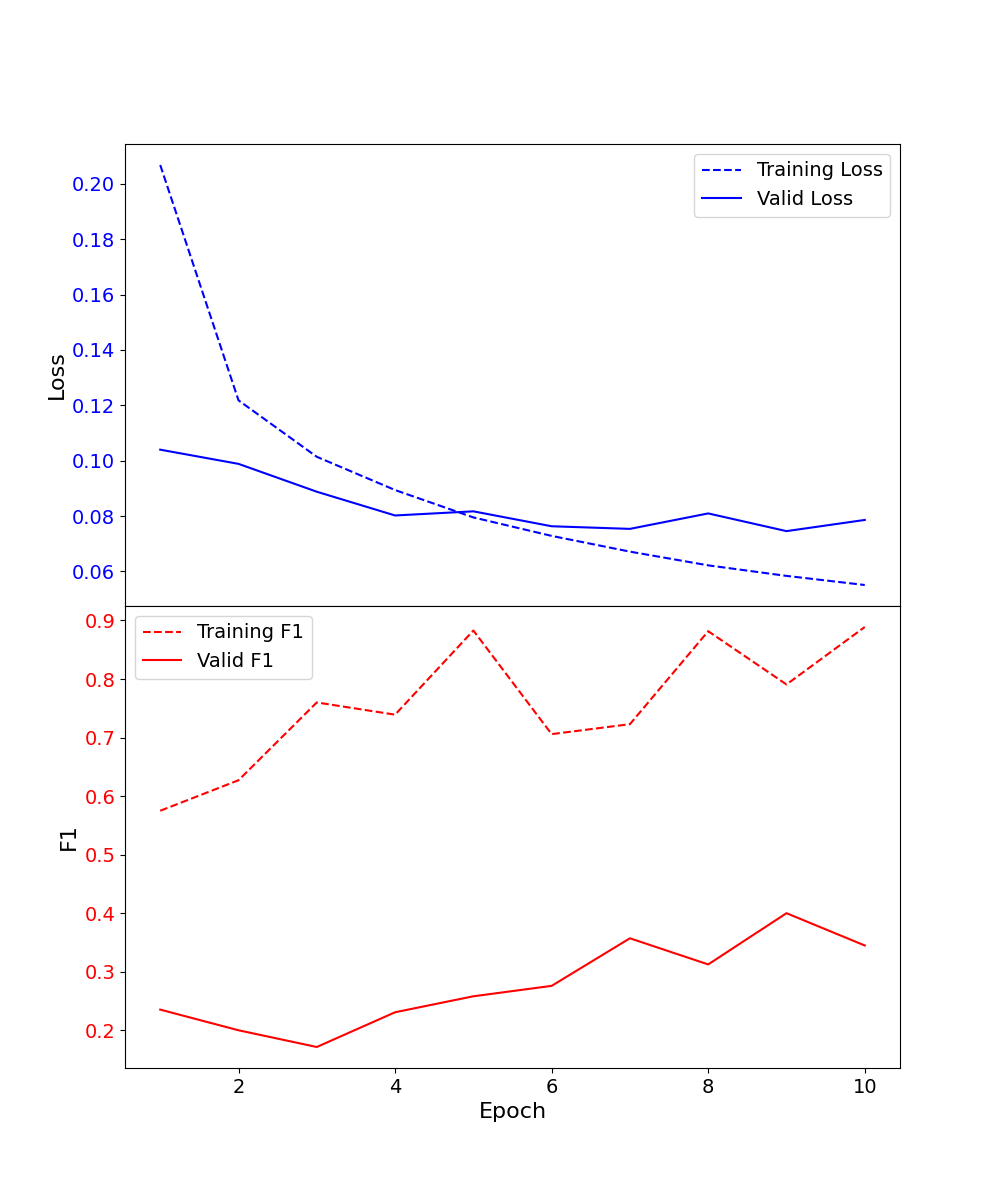 0.20
0.18
0.16
0.14
0.12
0.10
0.08
0.06
Loss
Training Loss
Valid Loss
0.9
0.8
0.7
0.6
0.5
0.4
0.3
0.2
F1
Training F1
Valid F1
2 4 6 8 10
Epoch